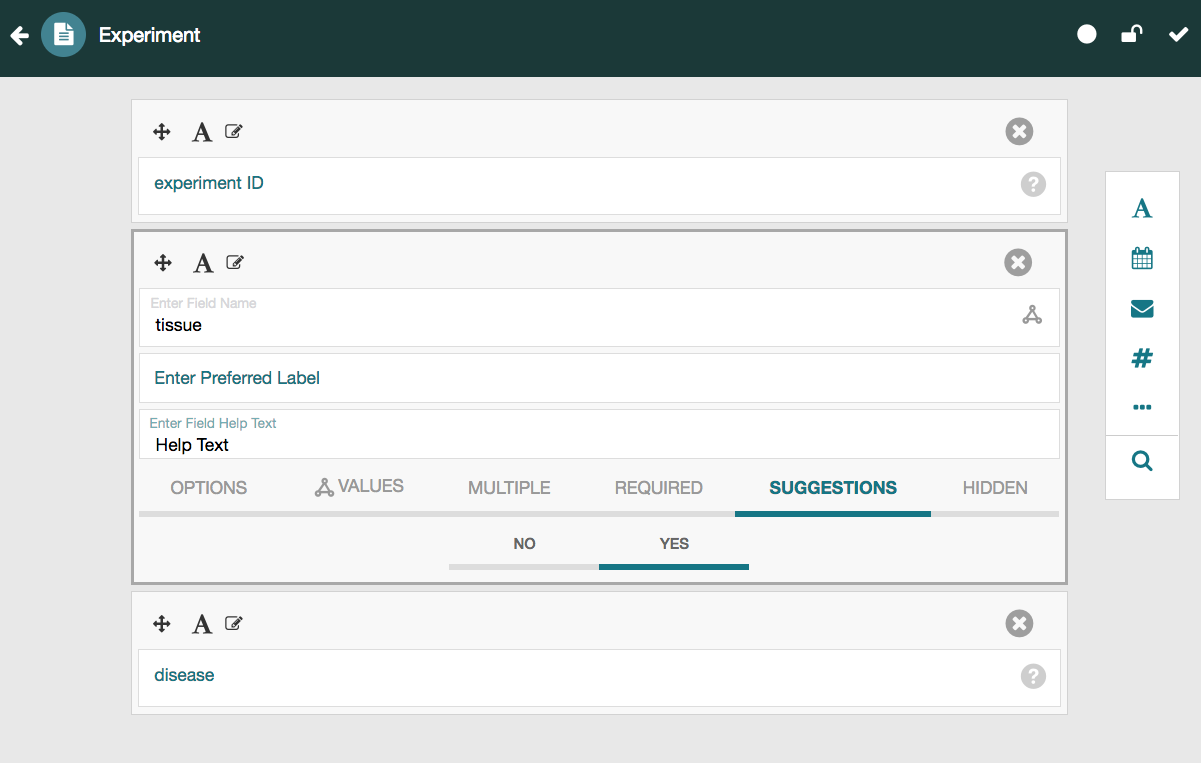 Experiment
A
experiment ID
?
A
Enter Field Name
tissue
Enter Preferred Label
Enter Field Help Text
Help Text
OPTIONS VALUES MULTIPLE REQUIRED SUGGESTIONS HIDDEN
NO YES
A
disease
?
A
#